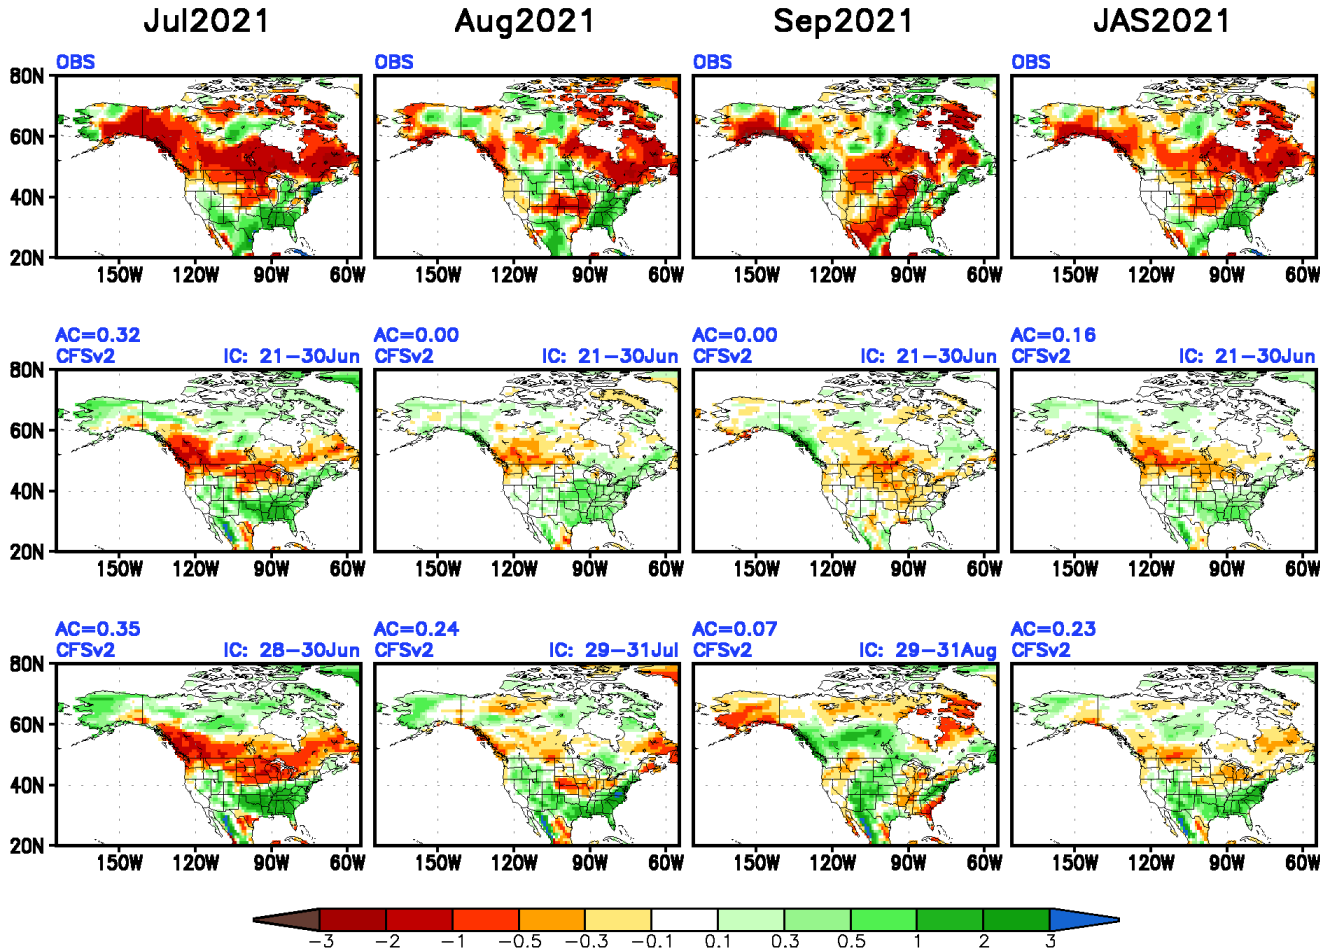 Jul2021 Aug2021 Sep2021 JAS2021
OBS OBS OBS OBS
80N
60N
40N
20N
150W 120W 90W 60W 150W 120W 90W 60W 150W 120W 90W 60W 150W 120W 90W 60W
AC=0.32 AC=0.00 AC=0.00 AC=0.16
CFSv2 IC: 21-30Jun CFSv2 IC: 21-30Jun CFSv2 IC: 21-30Jun CFSv2 IC: 21-30Jun
80N
60N
40N
20N
150W 120W 90W 60W 150W 120W 90W 60W 150W 120W 90W 60W 150W 120W 90W 60W
AC=0.35 AC=0.24 AC=0.07 AC=0.23
CFSv2 IC: 28-30Jun CFSv2 IC: 29-31Jul CFSv2 IC: 29-31Aug CFSv2
80N
60N
40N
20N
150W 120W 90W 60W 150W 120W 90W 60W 150W 120W 90W 60W 150W 120W 90W 60W
-3 -2 -1 -0.5 -0.3 -0.1 0.1 0.3 0.5 1 2 3